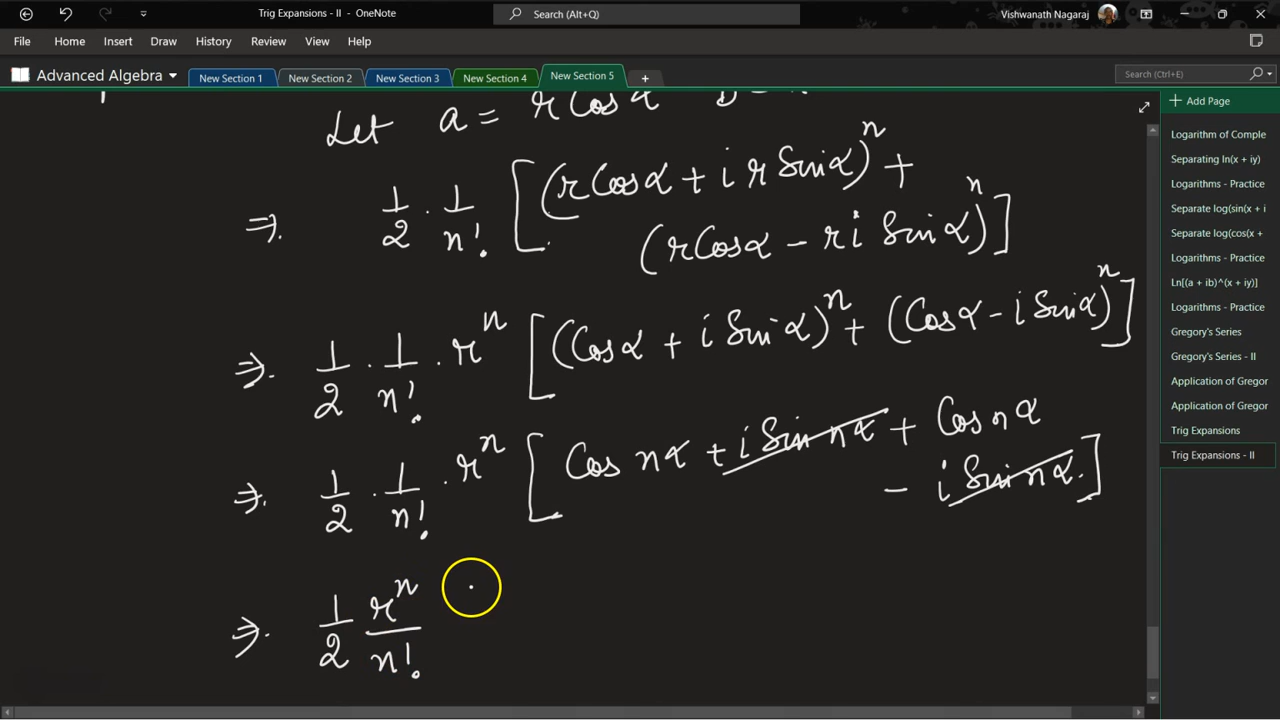 Trig Expansions - II - OneNote
Search (Alt+Q)
Vishwanath Nagaraj
File Home Insert Draw History Review View Help
Advanced Algebra
New Section 1 New Section 2 New Section 3 New Section 4 New Section 5 +
Search (Ctrl+E)
Add Page
Logarithm of Comple
Separating ln(x + iy)
Logarithms - Practice
Separate log(sin(x + i
Separate log(cos(x +
Logarithms - Practice
Ln[(a + ib)^(x + iy)]
Logarithms - Practice
Gregory's Series
Gregory's Series - II
Application of Gregor
Application of Gregor
Trig Expansions
Trig Expansions - II
Let a = r Cos α
⇒. 1/2 · 1/n! [(r Cos α + i r Sin α)^n +
(r Cos α - r i Sin α)^n]
⇒. 1/2 · 1/n! · r^n [(Cos α + i Sin α)^n + (Cos α - i Sin α)^n]
⇒. 1/2 · 1/n! · r^n [Cos nα + i Sin nα + Cos nα
- i Sin nα.]
⇒. 1/2 r^n/n!